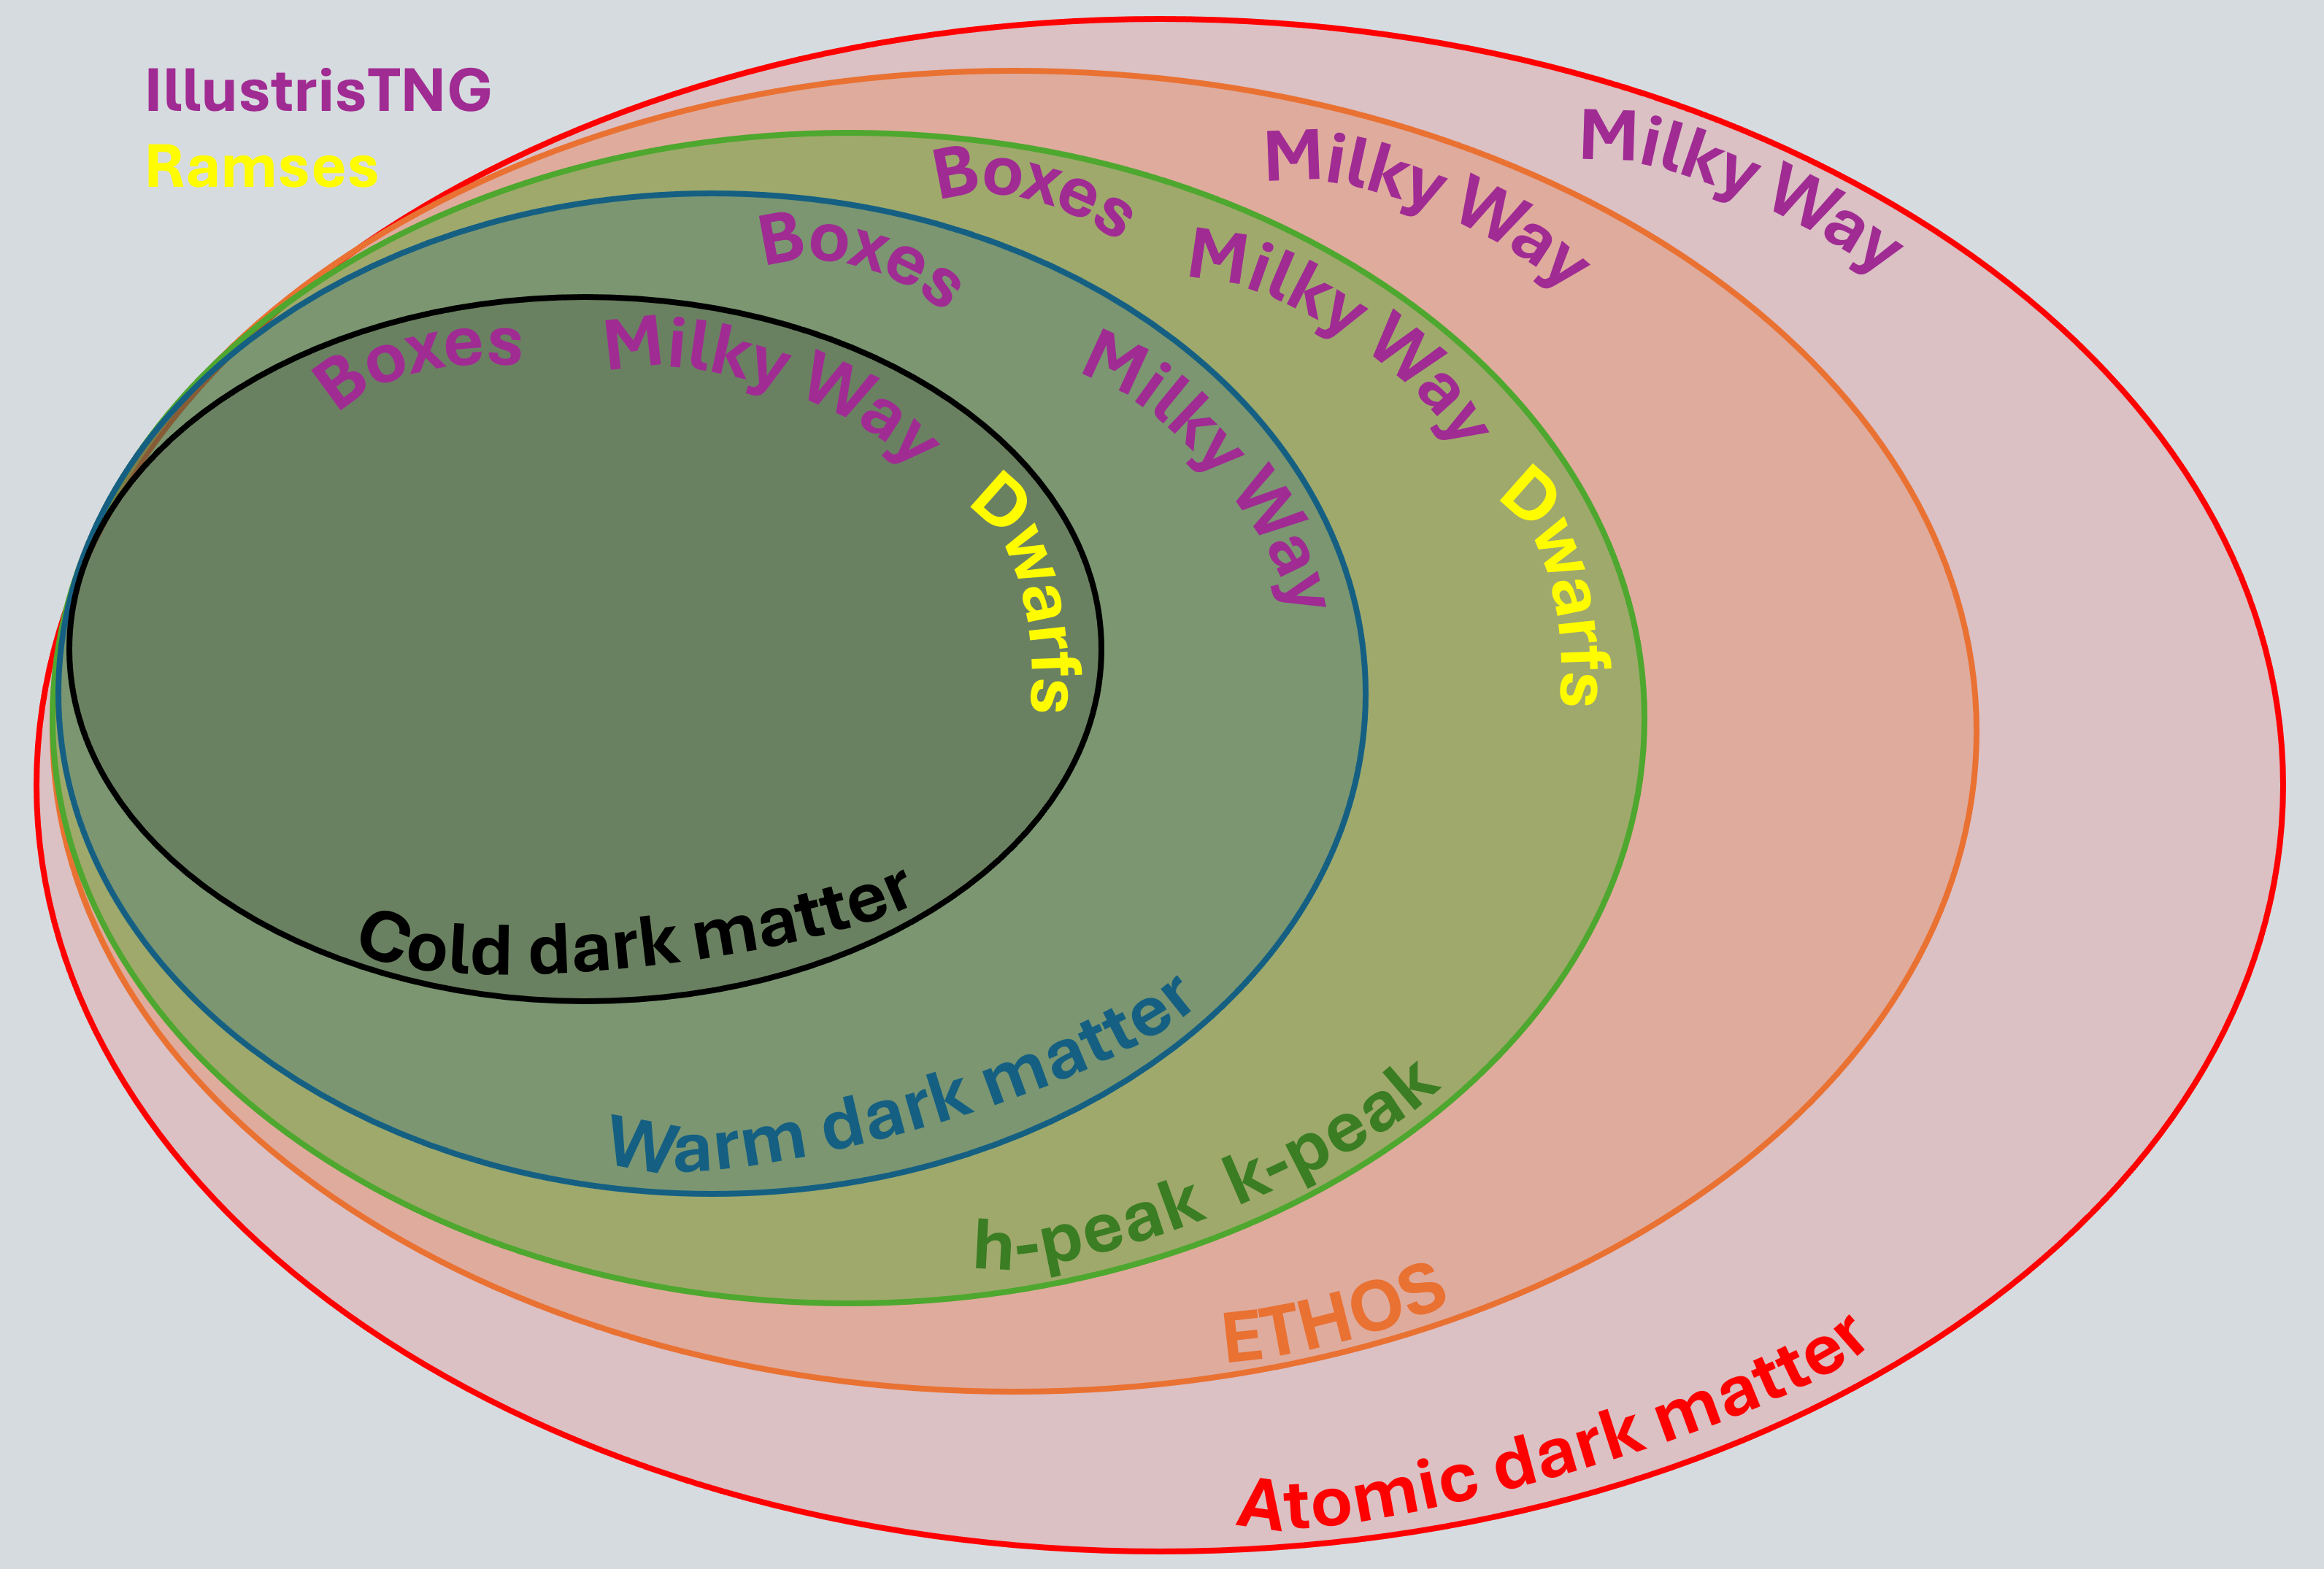 IllustrisTNG
Ramses
Milky Way
Milky Way
Boxes
Milky Way
Dwarfs
Boxes
Milky Way
Boxes Milky Way
Dwarfs
Cold dark matter
Warm dark matter
h-peak k-peak
ETHOS
Atomic dark matter